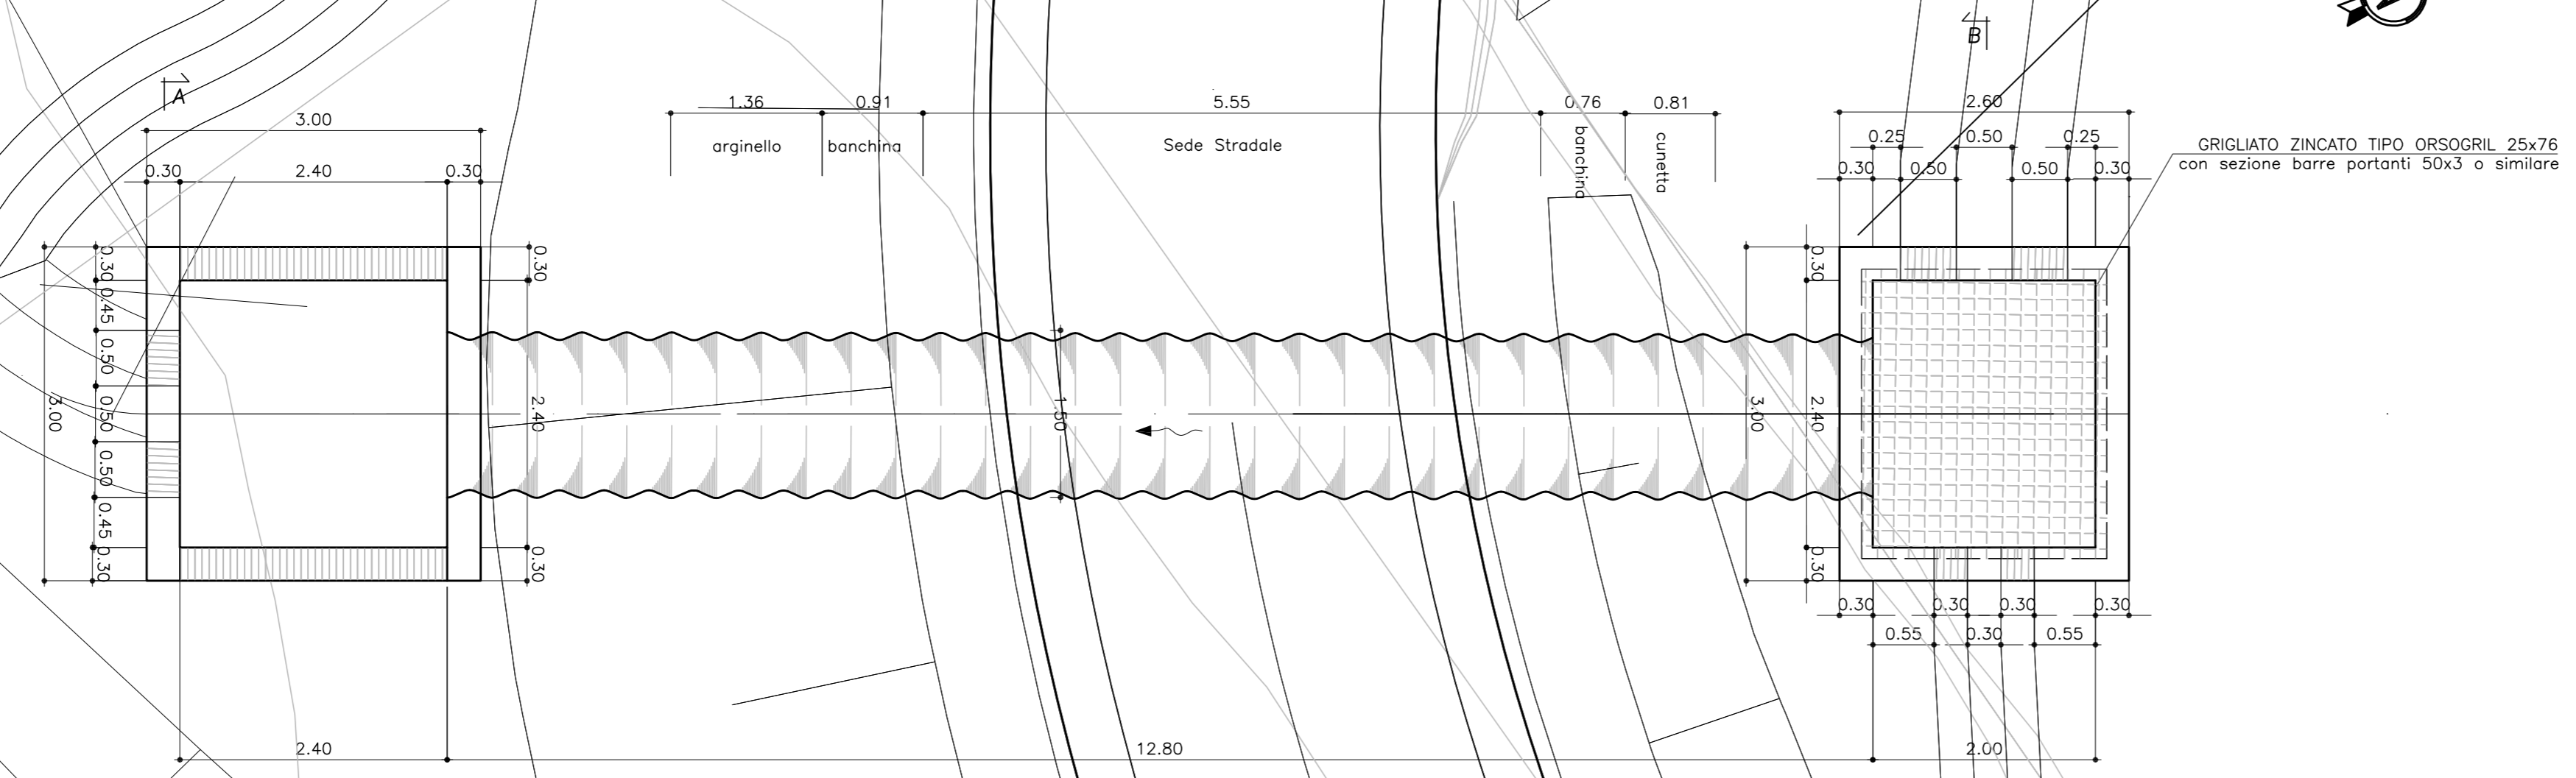 A
B
3.00
0.30 2.40 0.30
1.36 0.91 5.55 0.76 0.81
arginello banchina Sede Stradale banchina cunetta
2.60
0.25 0.50 0.25
0.30 0.50 0.50 0.30
GRIGLIATO ZINCATO TIPO ORSOGRIL 25x76
con sezione barre portanti 50x3 o similare
3.00
0.30
0.45
0.50
0.50
0.50
0.45
0.30
0.30
2.40
0.30
1.50
3.00
0.30
2.40
0.30
0.30 0.30 0.30 0.30
0.55 0.30 0.55
2.40 12.80 2.00